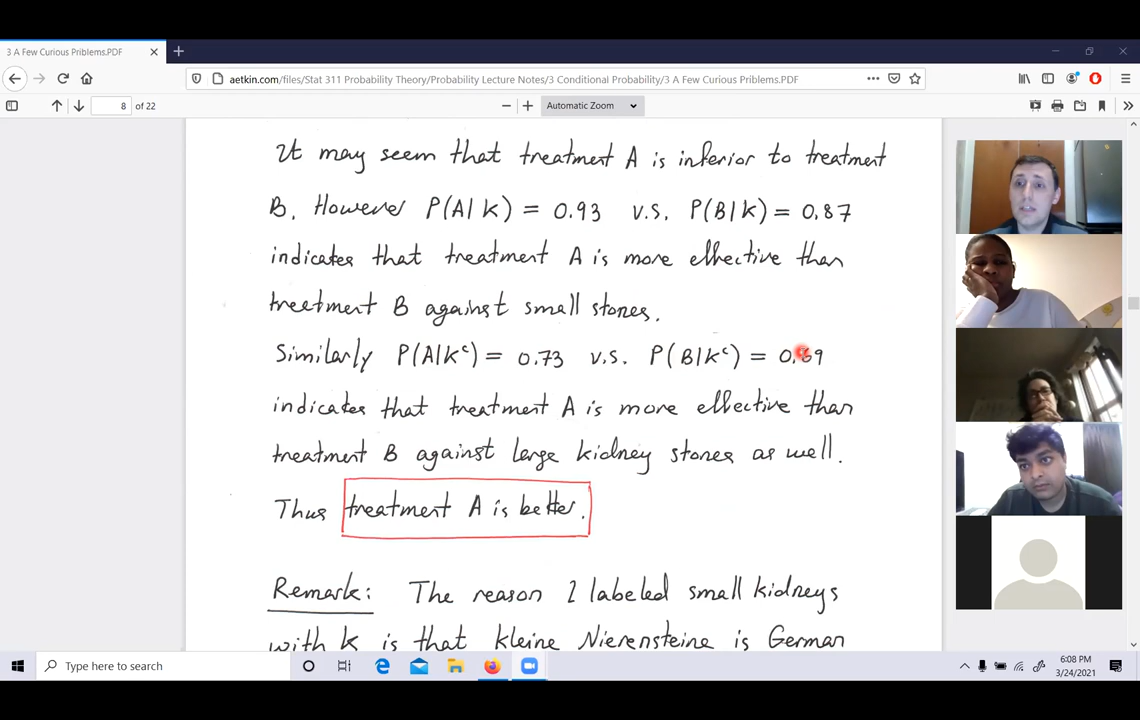 3 A Few Curious Priblems.PDF
aetkin.com/files/Stat 311 Probability Theory/Probability Lecture Notes/3 Conditional Probability/3 A Few Curious Priblems.PDF
8 of 22
Automatic Zoom
It may seem that treatment A is inferior to treatment
B. However P(A|K) = 0.93 v.s. P(B|K) = 0.87
indicates that treatment A is more effective than
treetment B against small stones.
Similarly P(A|Kᶜ) = 0.73 v.s. P(B|Kᶜ) = 0.69
indicates that treatment A is more effective than
treatment B against large kidney stones as well.
Thus treatment A is better.
Remark: The reason I labeled small kidneys
with K is that Kleine Nierensteine is German
Type here to search
6:08 PM
3/24/2021